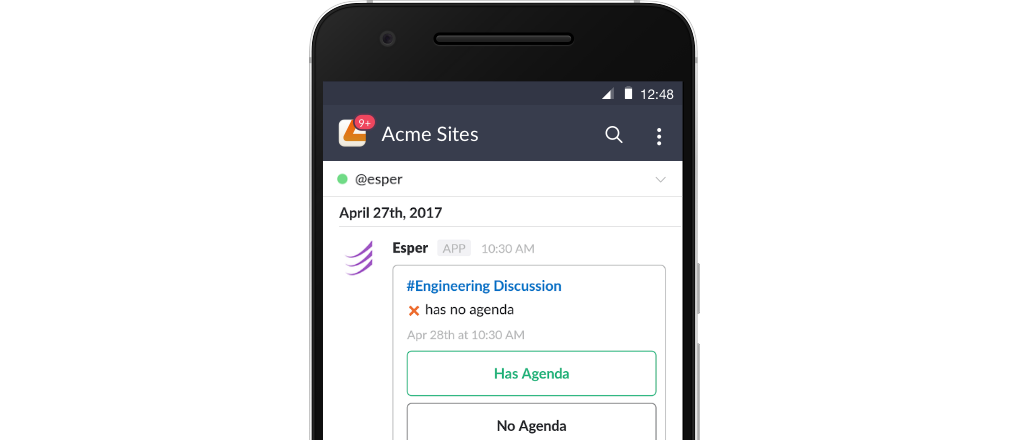 12:48
9+
Acme Sites
@esper
April 27th, 2017
Esper APP 10:30 AM
#Engineering Discussion
has no agenda
Apr 28th at 10:30 AM
Has Agenda
No Agenda